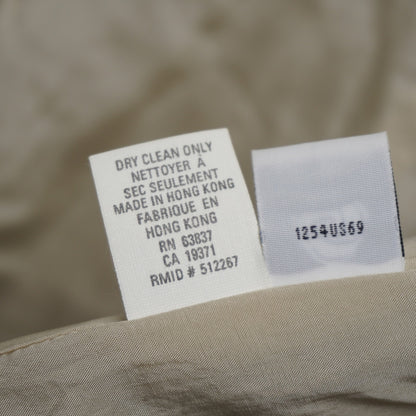 DRY CLEAN ONLY
NETTOYER À
SEC SEULEMENT
MADE IN HONG KONG
FABRIQUE EN
HONG KONG
RN 63837
CA 19371
RMID # 512267
1254US69